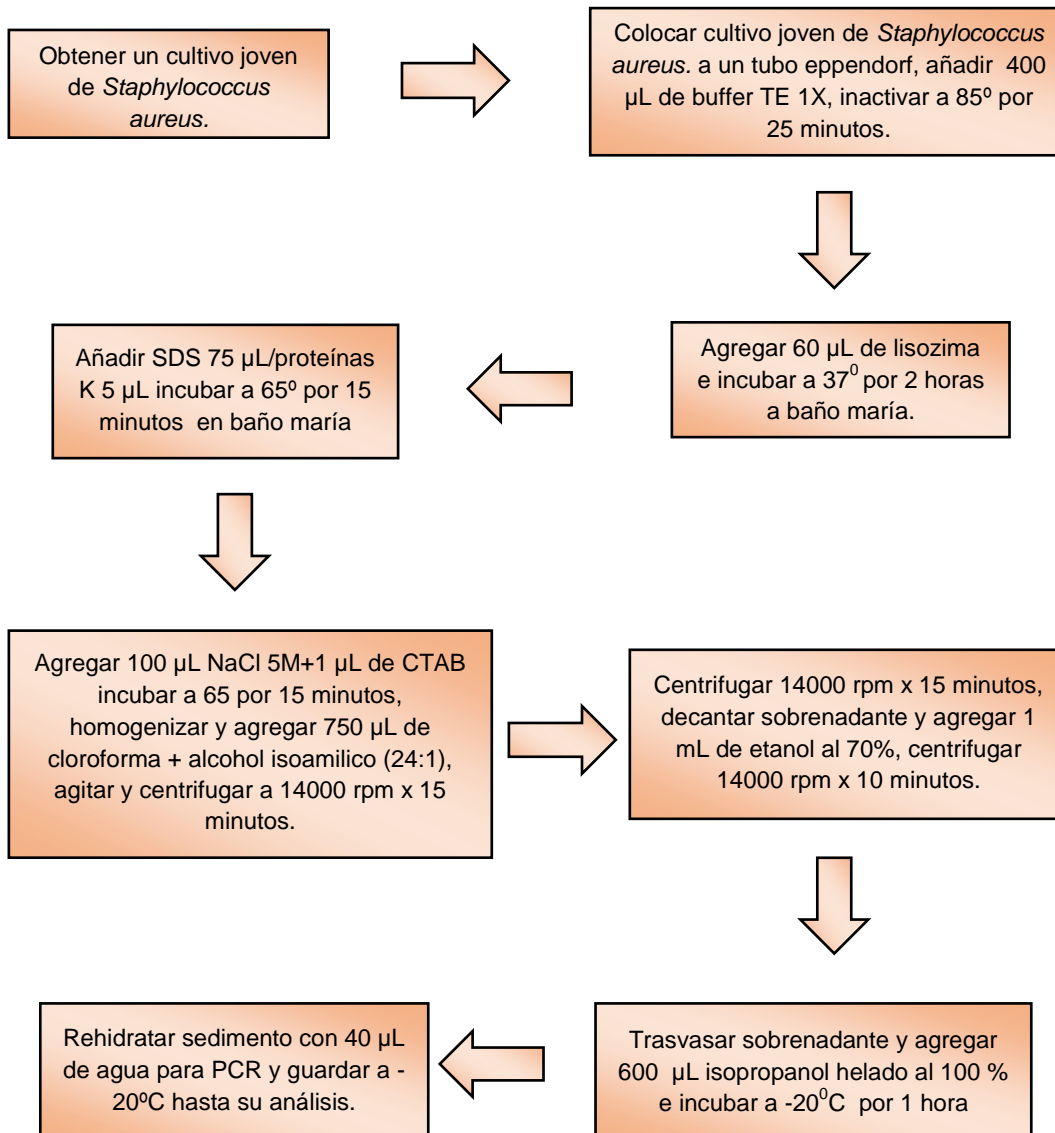 Obtener un cultivo joven
de Staphylococcus
aureus.
Colocar cultivo joven de Staphylococcus
aureus. a un tubo eppendorf, añadir 400
µL de buffer TE 1X, inactivar a 85º por
25 minutos.
Agregar 60 µL de lisozima
e incubar a 37⁰ por 2 horas
a baño maría.
Añadir SDS 75 µL/proteínas
K 5 µL incubar a 65º por 15
minutos en baño maría
Agregar 100 µL NaCl 5M+1 µL de CTAB
incubar a 65 por 15 minutos,
homogenizar y agregar 750 µL de
cloroforma + alcohol isoamilico (24:1),
agitar y centrifugar a 14000 rpm x 15
minutos.
Centrifugar 14000 rpm x 15 minutos,
decantar sobrenadante y agregar 1
mL de etanol al 70%, centrifugar
14000 rpm x 10 minutos.
Trasvasar sobrenadante y agregar
600 µL isopropanol helado al 100 %
e incubar a -20⁰C por 1 hora
Rehidratar sedimento con 40 µL
de agua para PCR y guardar a -
20ºC hasta su análisis.